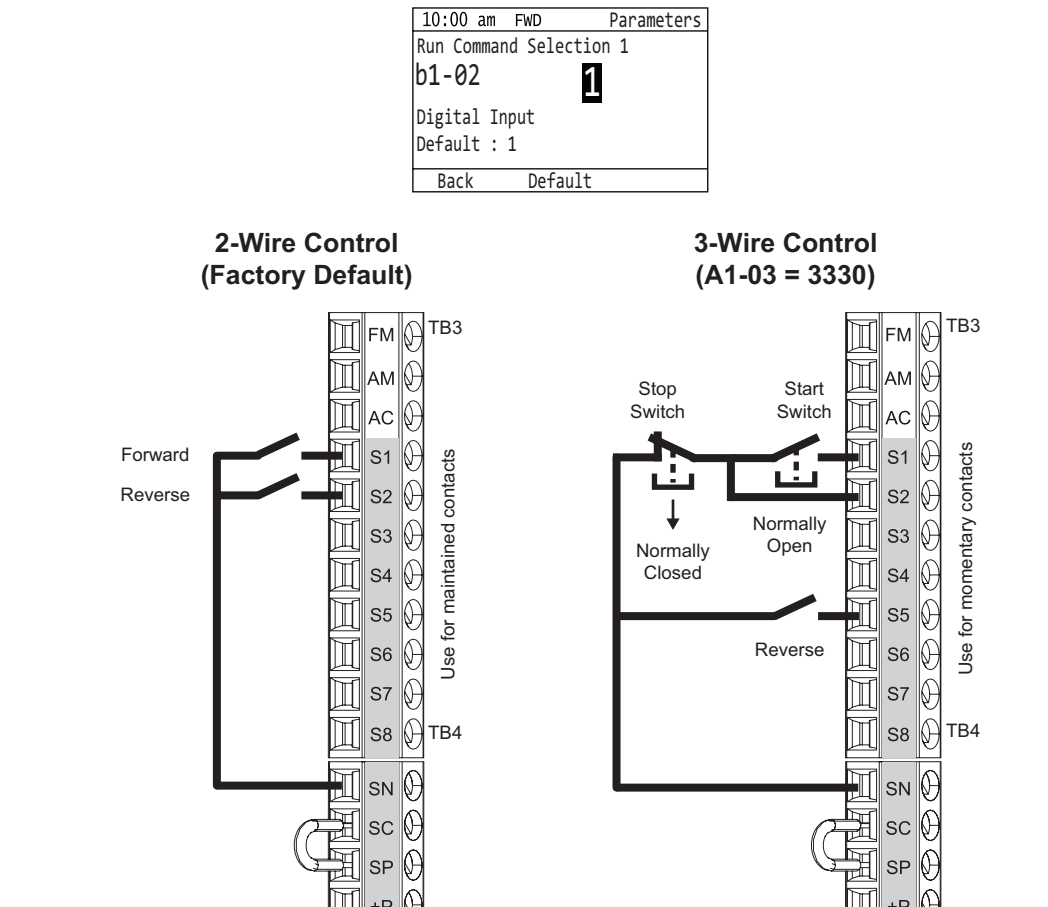 10:00 am FWD Parameters
Run Command Selection 1
b1-02 1
Digital Input
Default : 1
Back Default
2-Wire Control
(Factory Default)
FM
TB3
AM
AC
Forward
S1
Reverse
S2
S3
S4
S5
S6
S7
S8
TB4
SN
SC
SP
Use for maintained contacts
3-Wire Control
(A1-03 = 3330)
FM
TB3
AM
AC
Stop
Switch
Start
Switch
S1
S2
S3
S4
S5
S6
S7
S8
TB4
SN
SC
SP
Normally
Open
Normally
Closed
Reverse
Use for momentary contacts